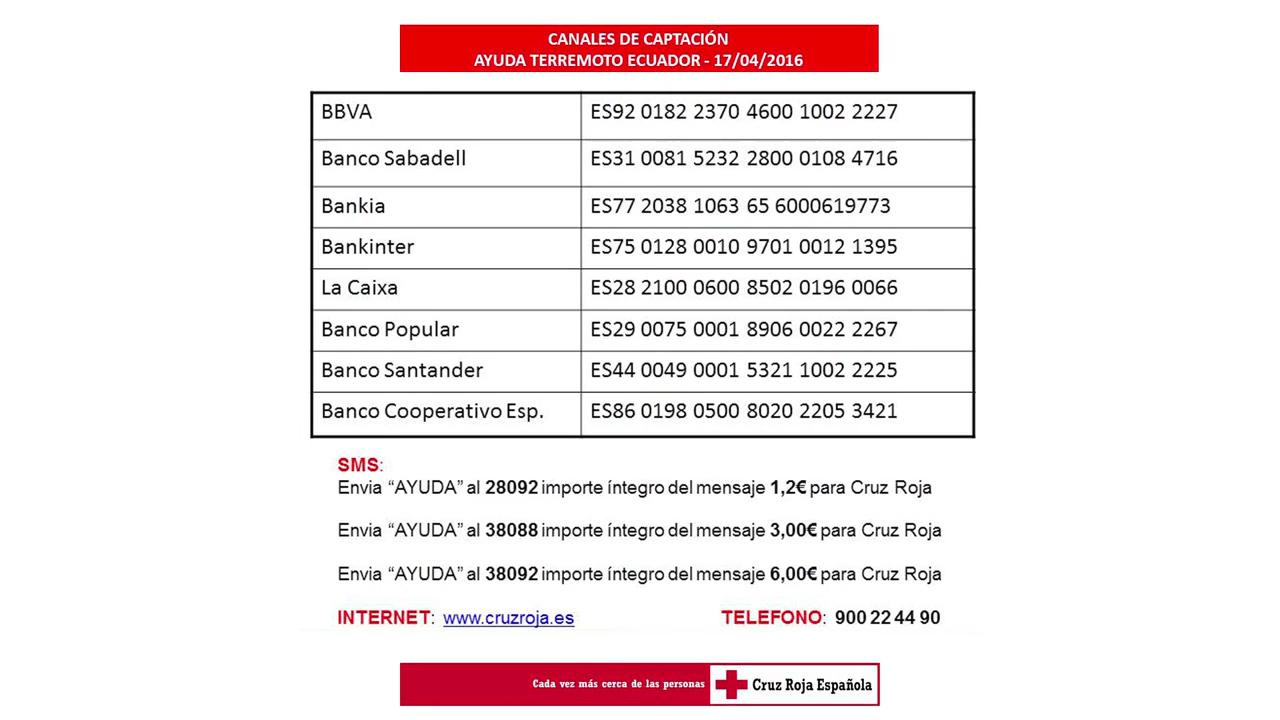 CANALES DE CAPTACIÓN
AYUDA TERREMOTO ECUADOR - 17/04/2016
BBVA ES92 0182 2370 4600 1002 2227
Banco Sabadell ES31 0081 5232 2800 0108 4716
Bankia ES77 2038 1063 65 6000619773
Bankinter ES75 0128 0010 9701 0012 1395
La Caixa ES28 2100 0600 8502 0196 0066
Banco Popular ES29 0075 0001 8906 0022 2267
Banco Santander ES44 0049 0001 5321 1002 2225
Banco Cooperativo Esp. ES86 0198 0500 8020 2205 3421
SMS:
Envia “AYUDA” al 28092 importe íntegro del mensaje 1,2€ para Cruz Roja
Envia “AYUDA” al 38088 importe íntegro del mensaje 3,00€ para Cruz Roja
Envia “AYUDA” al 38092 importe íntegro del mensaje 6,00€ para Cruz Roja
INTERNET: www.cruzroja.es TELEFONO: 900 22 44 90
Cada vez más cerca de las personas Cruz Roja Española